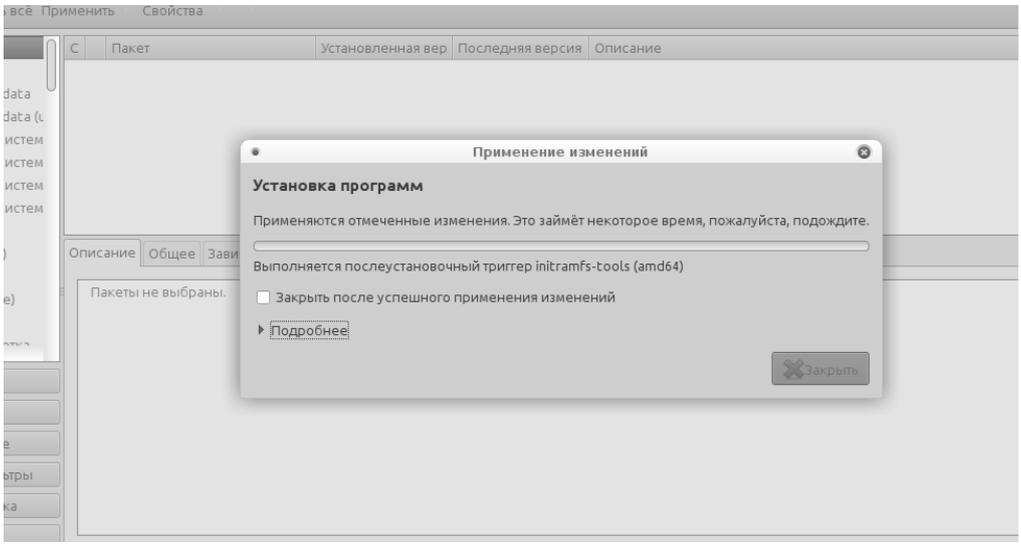 всё Применить Свойства
С Пакет Установленная вер Последняя версия Описание
data
data (u
истем
истем
истем
истем
Применение изменений
Установка программ
Применяются отмеченные изменения. Это займёт некоторое время, пожалуйста, подождите.
Выполняется послеустановочный триггер initramfs-tools (amd64)
Закрыть после успешного применения изменений
Подробнее
Закрыть
)
e)
Описание Общее Зави
Пакеты не выбраны.
е
ьтры
ка